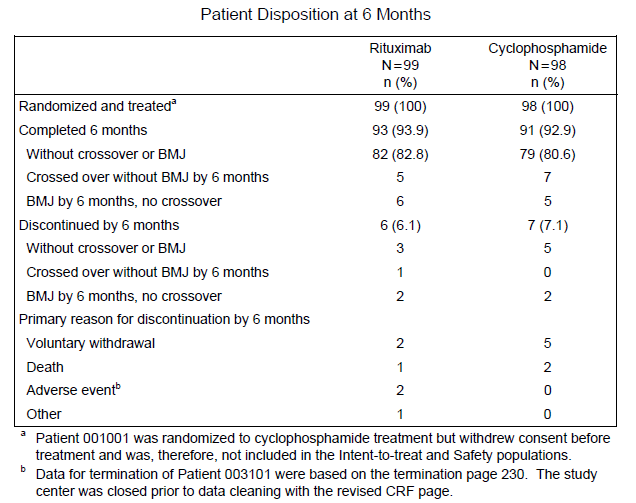 Patient Disposition at 6 Months
Rituximab Cyclophosphamide
N=99 N=98
n (%) n (%)
Randomized and treatedª 99 (100) 98 (100)
Completed 6 months 93 (93.9) 91 (92.9)
Without crossover or BMJ 82 (82.8) 79 (80.6)
Crossed over without BMJ by 6 months 5 7
BMJ by 6 months, no crossover 6 5
Discontinued by 6 months 6 (6.1) 7 (7.1)
Without crossover or BMJ 3 5
Crossed over without BMJ by 6 months 1 0
BMJ by 6 months, no crossover 2 2
Primary reason for discontinuation by 6 months
Voluntary withdrawal 2 5
Death 1 2
Adverse eventᵇ 2 0
Other 1 0
ª Patient 001001 was randomized to cyclophosphamide treatment but withdrew consent before
treatment and was, therefore, not included in the Intent-to-treat and Safety populations.
ᵇ Data for termination of Patient 003101 were based on the termination page 230. The study
center was closed prior to data cleaning with the revised CRF page.